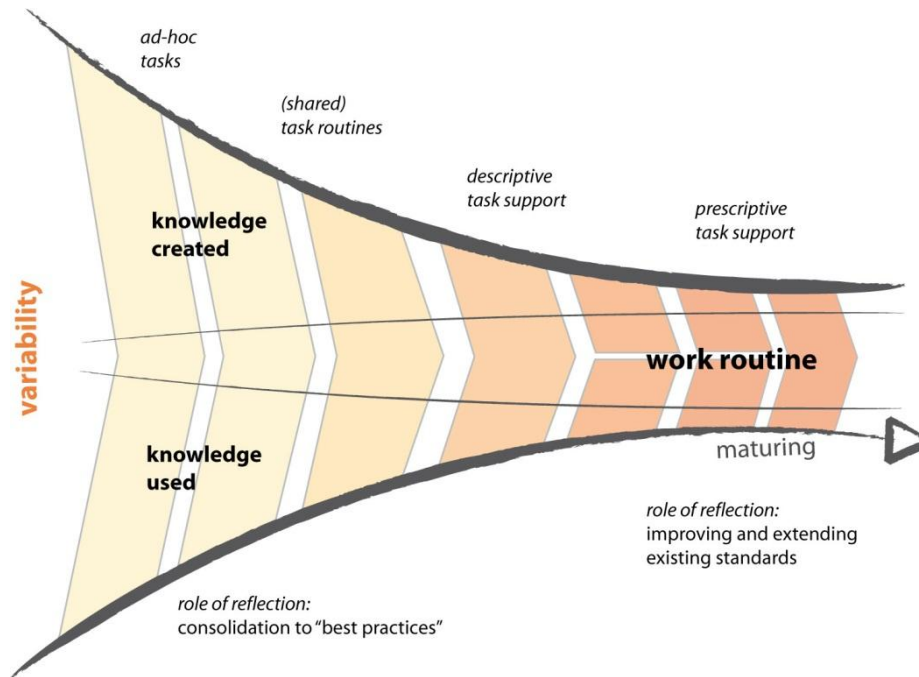 ad-hoc
tasks
(shared)
task routines
descriptive
task support
prescriptive
task support
knowledge
created
variability
work routine
knowledge
used
maturing
role of reflection:
improving and extending
existing standards
role of reflection:
consolidation to “best practices”